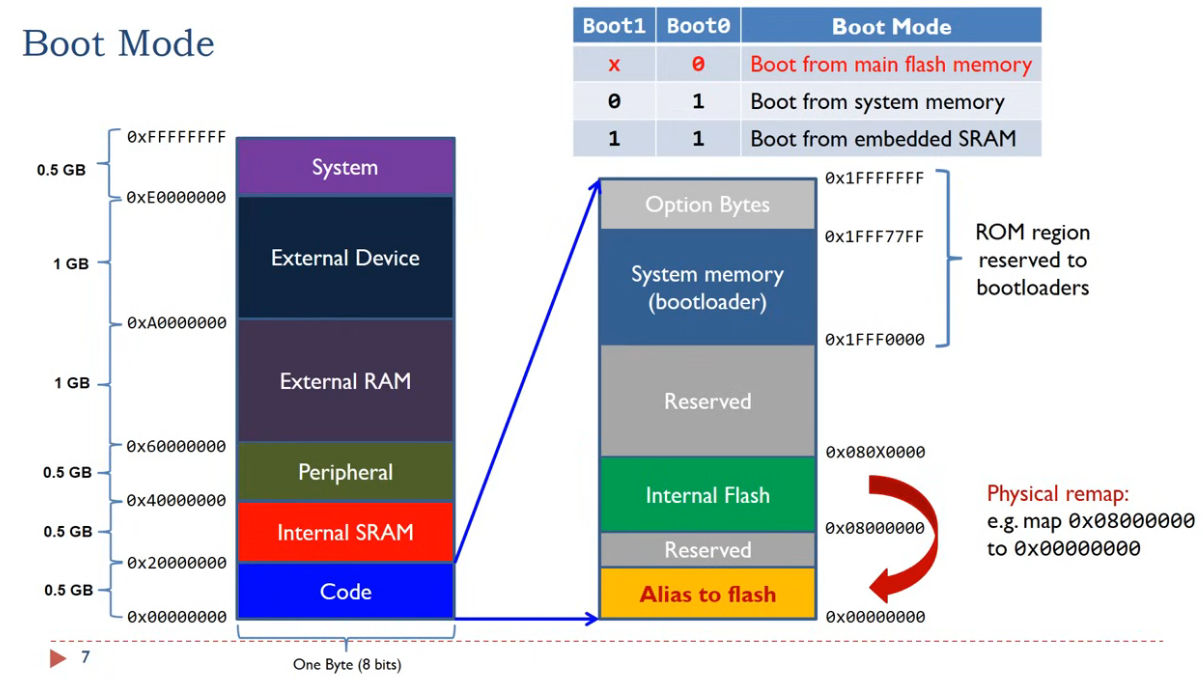 Boot Mode
Boot1 Boot0 Boot Mode
x 0 Boot from main flash memory
0 1 Boot from system memory
1 1 Boot from embedded SRAM
0xFFFFFFFF
0.5 GB
System
0xE0000000
1 GB
External Device
0xA0000000
1 GB
External RAM
0x60000000
0.5 GB
Peripheral
0x40000000
0.5 GB
Internal SRAM
0x20000000
0.5 GB
Code
0x00000000
One Byte (8 bits)
0x1FFFFFFF
Option Bytes
0x1FFF77FF
System memory
(bootloader)
0x1FFF0000
Reserved
0x080X0000
Internal Flash
0x08000000
Reserved
Alias to flash
0x00000000
ROM region
reserved to
bootloaders
Physical remap:
e.g. map 0x08000000
to 0x00000000
7